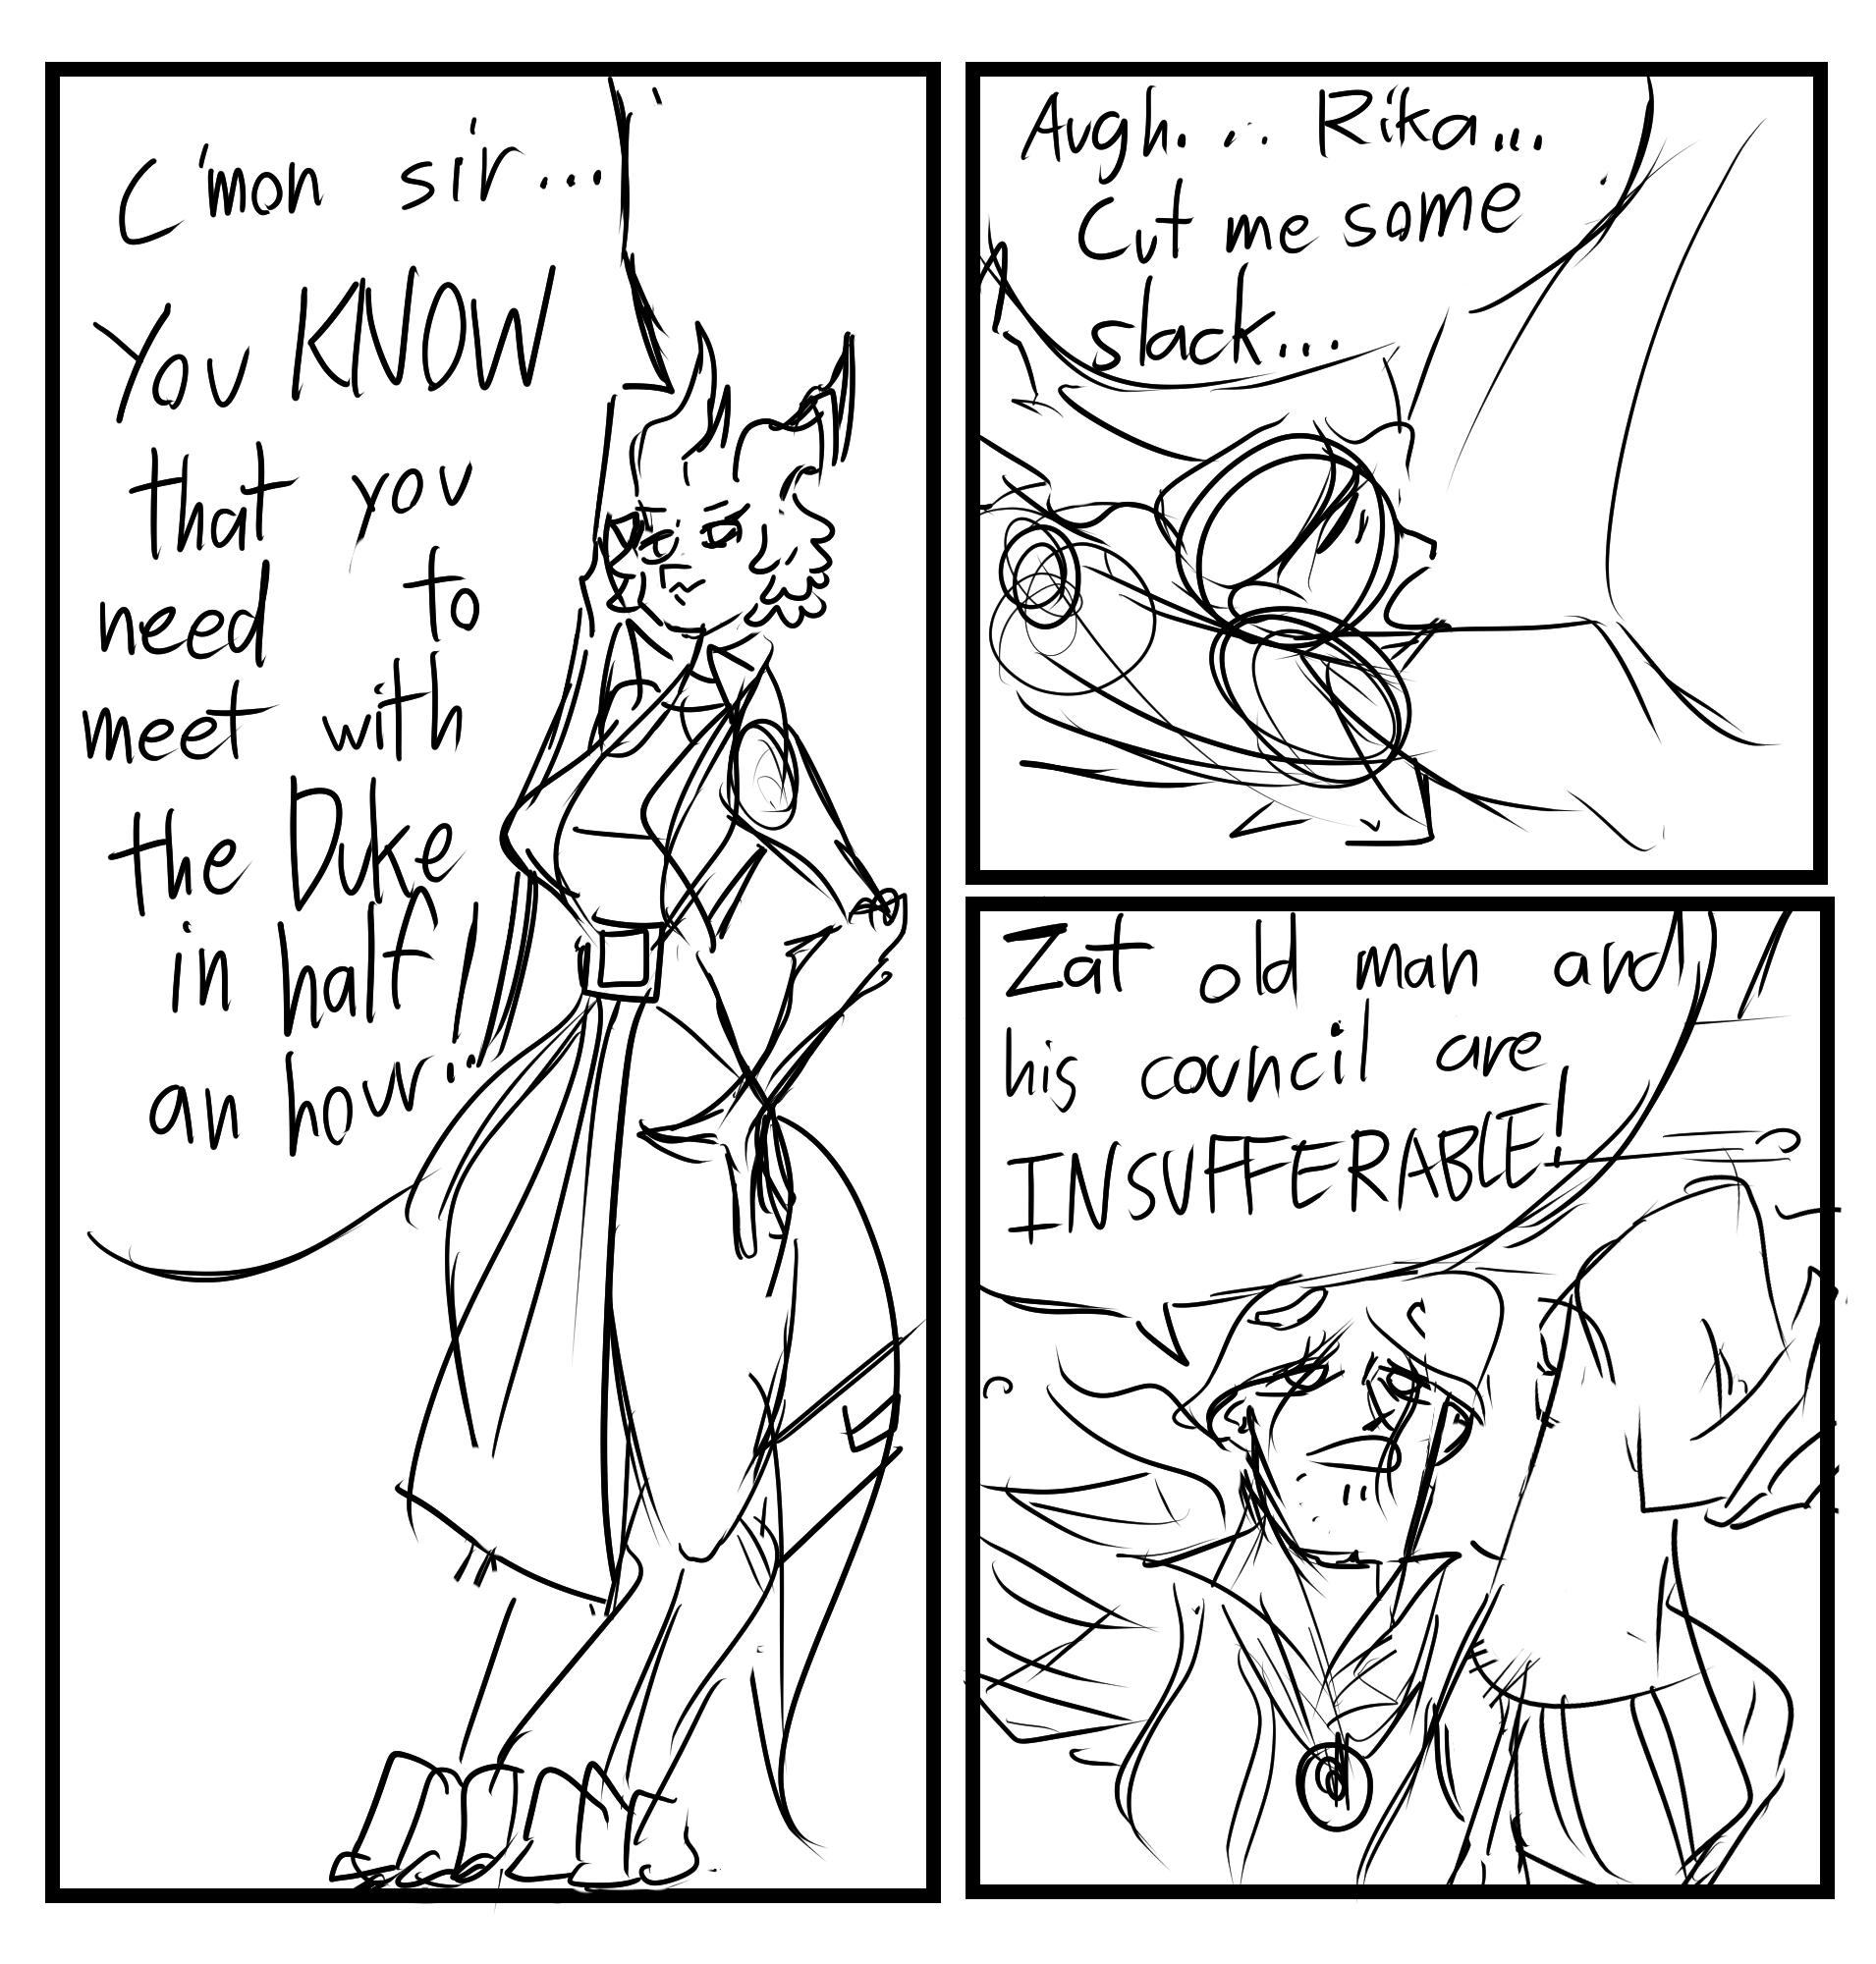 C'mon sir...
You KNOW
that you
need to
meet with
the Duke
in half
an hour!
Augh... Rika...
Cut me some
slack...
Zat old man and
his council are
INSUFFERABLE!